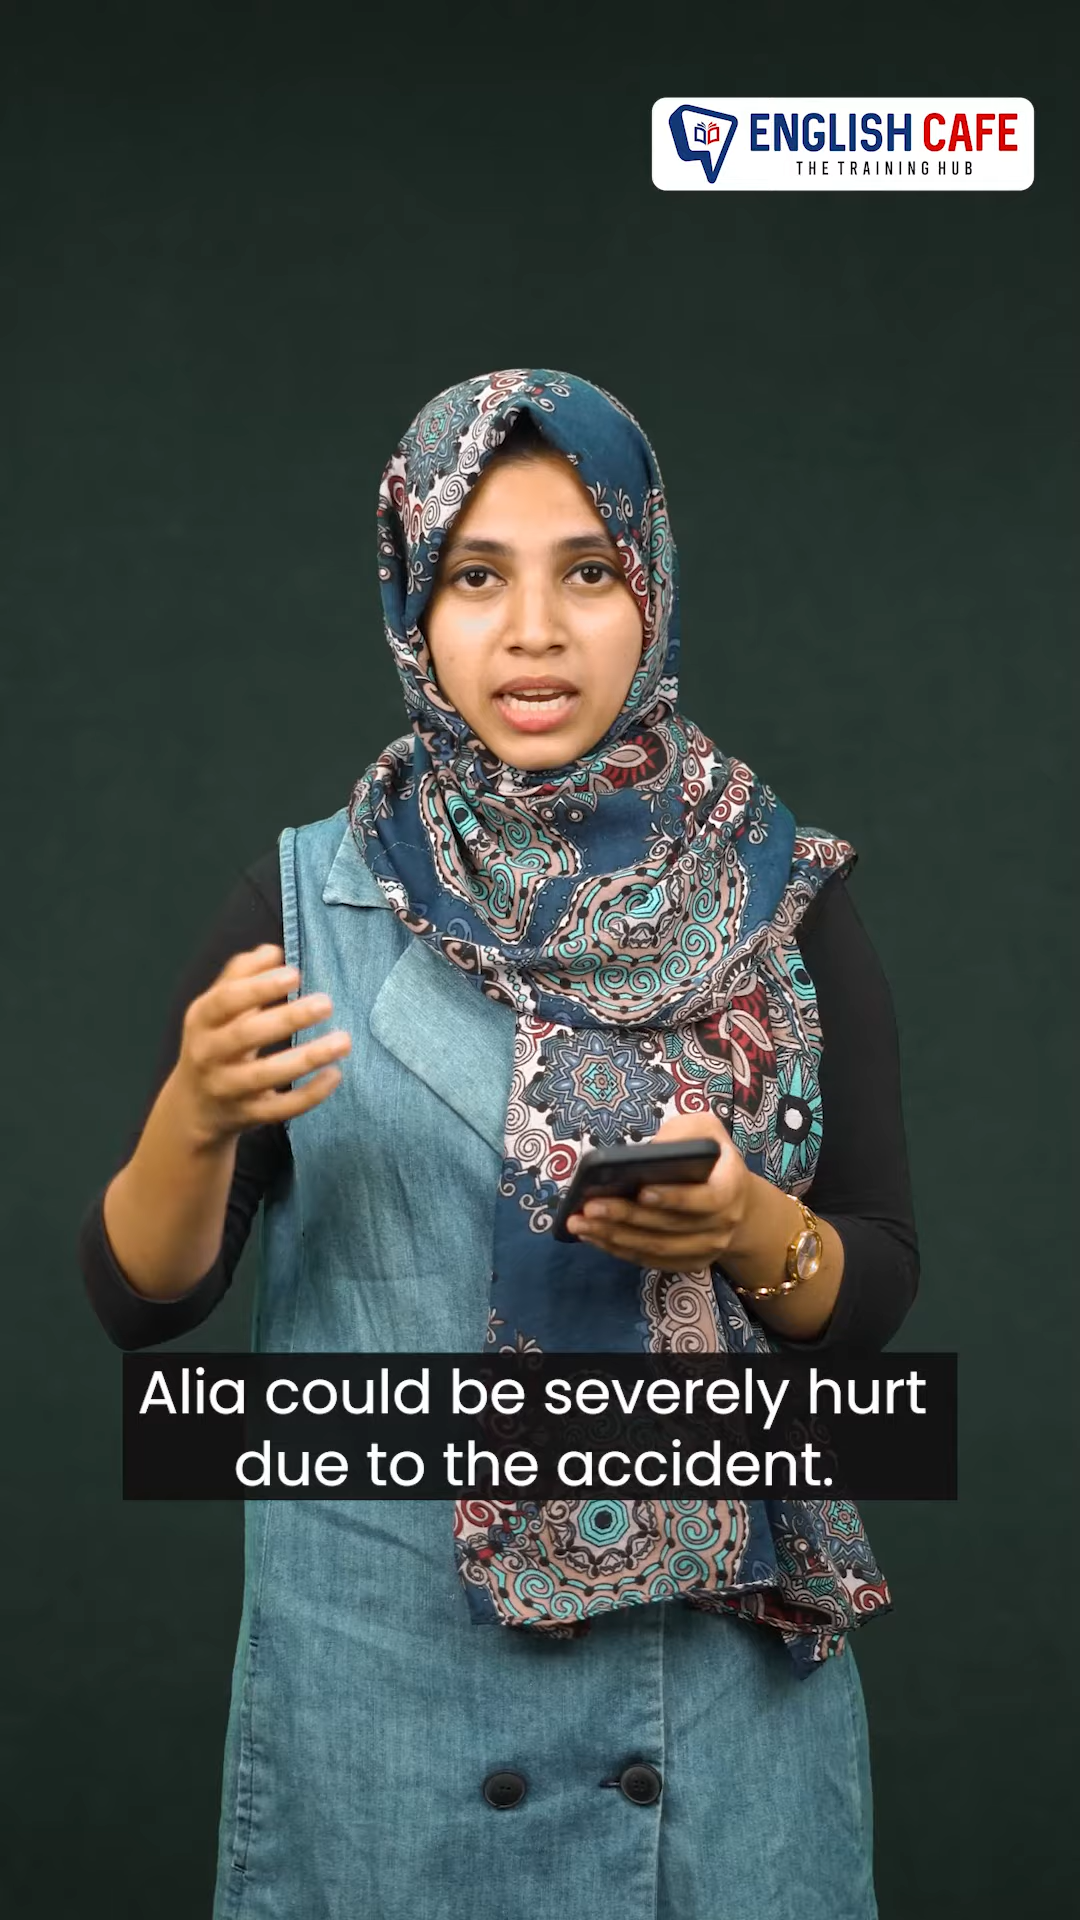 ENGLISH CAFE
THE TRAINING HUB
Alia could be severely hurt
due to the accident.